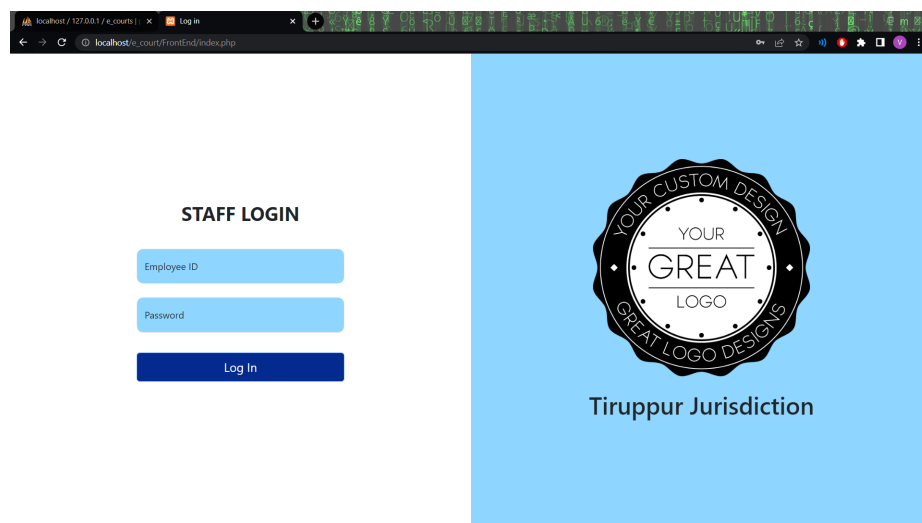 localhost / 127.0.0.1 / e_courts |
Log in
localhost/e_court/FrontEnd/index.php
V
STAFF LOGIN
Employee ID
Password
Log In
YOUR CUSTOM DESIGN
YOUR
GREAT
LOGO
GREAT LOGO DESIGNS
Tiruppur Jurisdiction